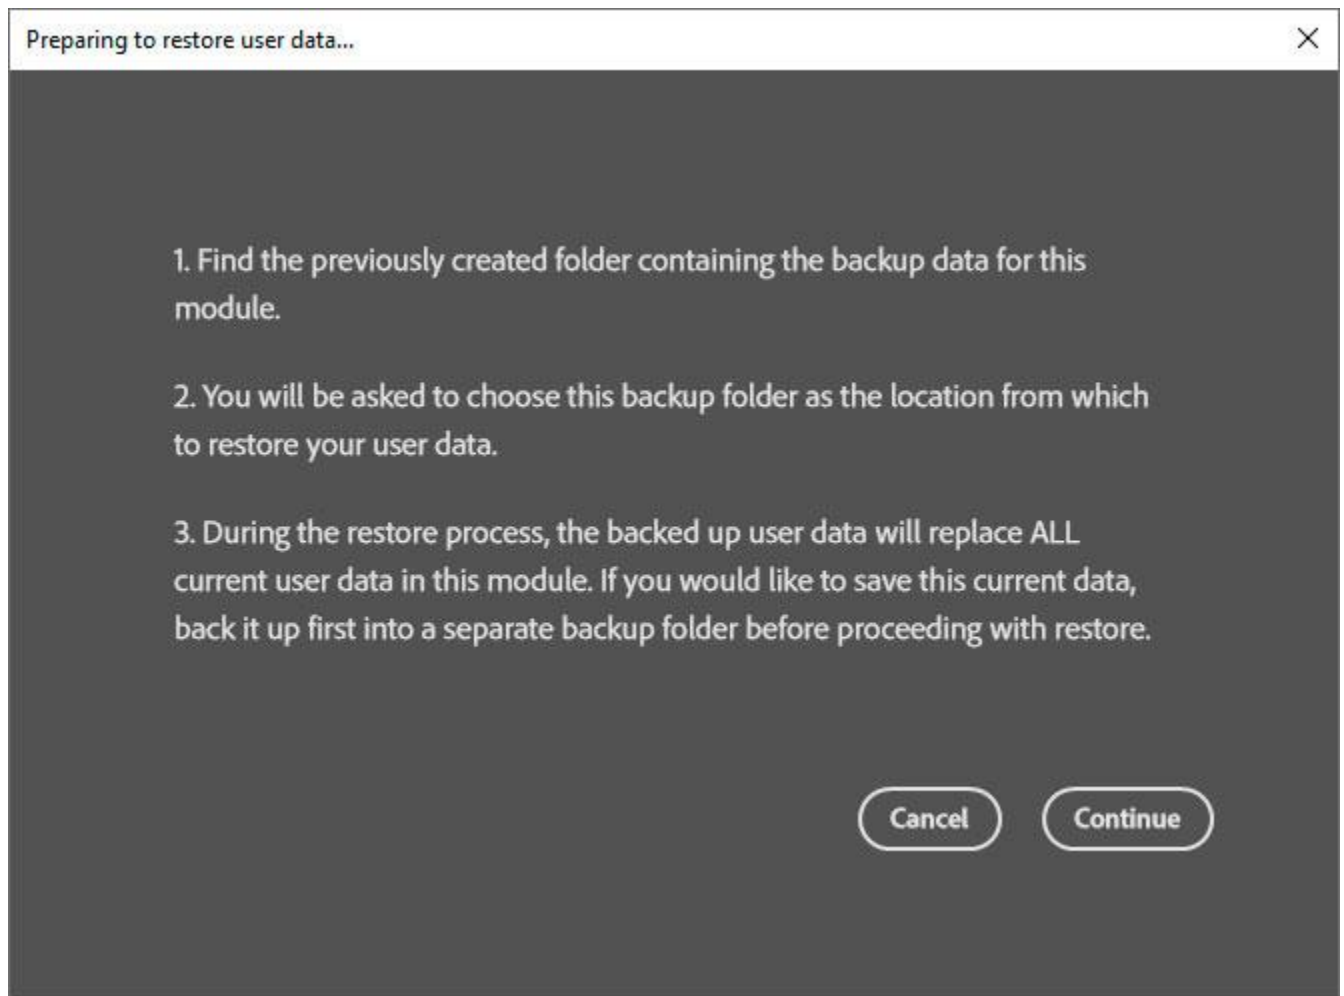 Preparing to restore user data...
1. Find the previously created folder containing the backup data for this
module.
2. You will be asked to choose this backup folder as the location from which
to restore your user data.
3. During the restore process, the backed up user data will replace ALL
current user data in this module. If you would like to save this current data,
back it up first into a separate backup folder before proceeding with restore.
Cancel
Continue